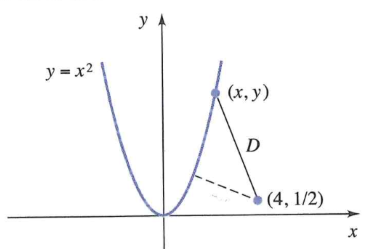 y
y = x²
(x, y)
D
(4, 1/2)
x